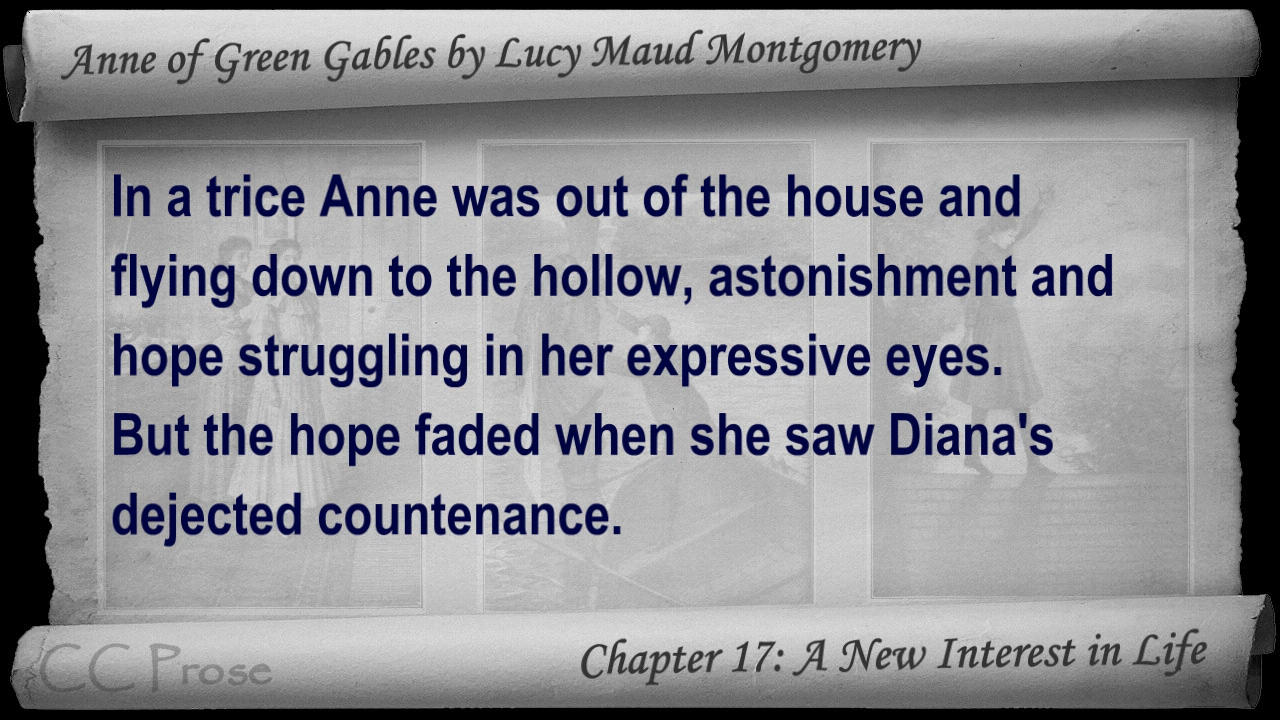 Anne of Green Gables by Lucy Maud Montgomery
In a trice Anne was out of the house and
flying down to the hollow, astonishment and
hope struggling in her expressive eyes.
But the hope faded when she saw Diana's
dejected countenance.
CC Prose
Chapter 17: A New Interest in Life